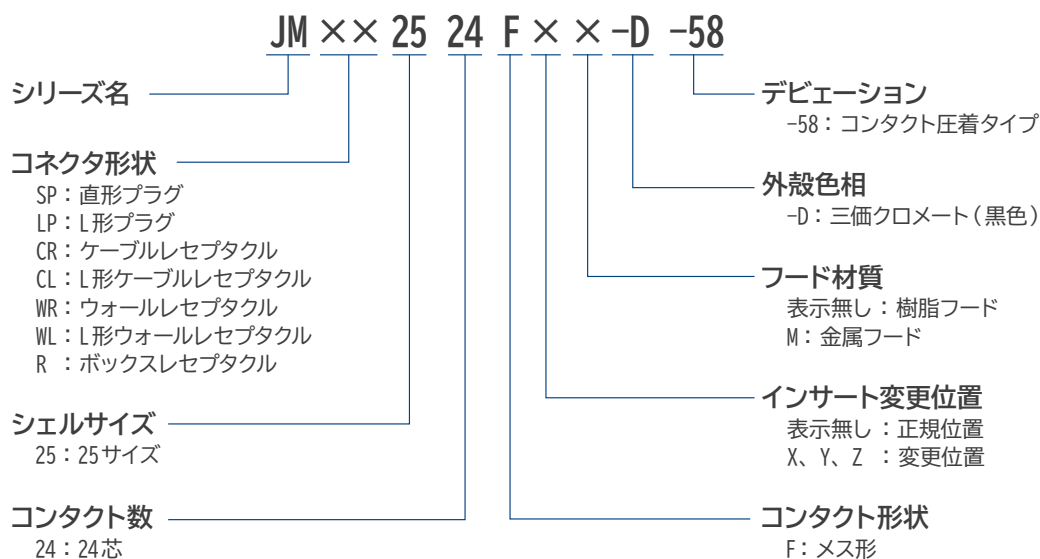 JM ×× 25 24 F × × -D -58
シリーズ名
コネクタ形状
SP：直形プラグ
LP：L形プラグ
CR：ケーブルレセプタクル
CL：L形ケーブルレセプタクル
WR：ウォールレセプタクル
WL：L形ウォールレセプタクル
R ：ボックスレセプタクル
シェルサイズ
25：25サイズ
コンタクト数
24：24芯
デビェーション
-58：コンタクト圧着タイプ
外殻色相
-D：三価クロメート（黒色）
フード材質
表示無し：樹脂フード
M：金属フード
インサート変更位置
表示無し：正規位置
X、Y、Z ：変更位置
コンタクト形状
F：メス形